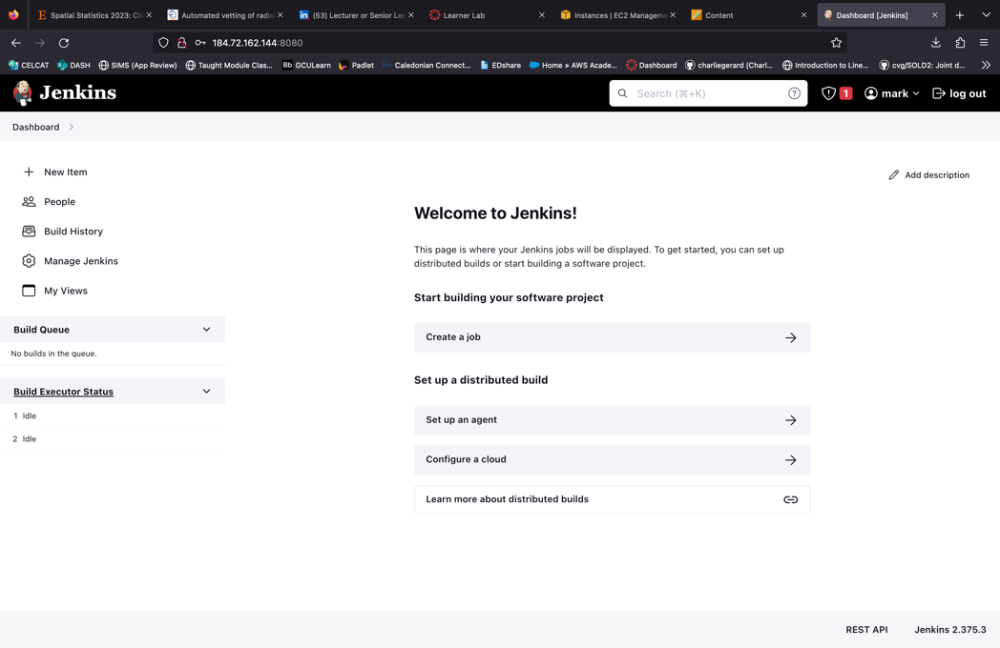 Spatial Statistics 2023: Cli
Automated vetting of radio
(53) Lecturer or Senior Lec
Learner Lab
Instances | EC2 Manageme
Content
Dashboard [Jenkins]
184.72.162.144:8080
CELCAT
DASH
SIMS (App Review)
Taught Module Clas...
Bb GCULearn
Padlet
Caledonian Connect...
EDshare
Home » AWS Acade...
Dashboard
charliegerard (Charl...
Introduction to Line...
cvg/SOLD2: Joint d...
Jenkins
Search (⌘+K)
1
mark
log out
Dashboard
New Item
People
Build History
Manage Jenkins
My Views
Build Queue
No builds in the queue.
Build Executor Status
1 Idle
2 Idle
Add description
Welcome to Jenkins!
This page is where your Jenkins jobs will be displayed. To get started, you can set up
distributed builds or start building a software project.
Start building your software project
Create a job
Set up a distributed build
Set up an agent
Configure a cloud
Learn more about distributed builds
REST API
Jenkins 2.375.3